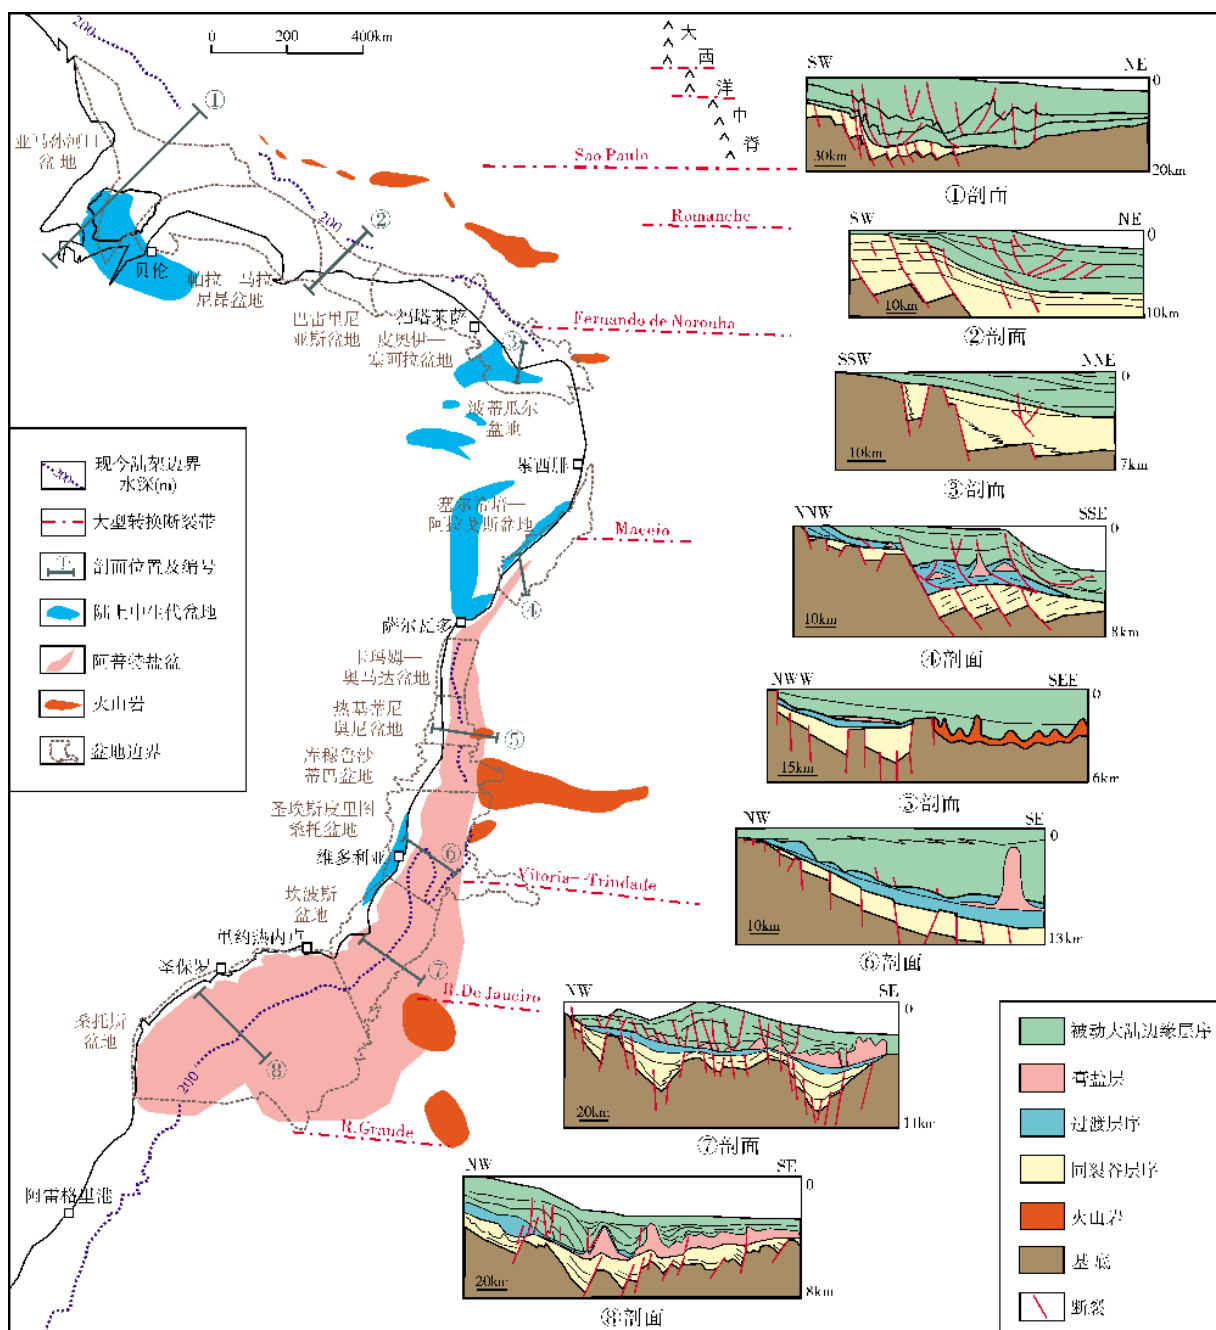 200
0 200 400km
大
西
洋
中
脊
①
亚马孙河口
盆地
Sao Paulo
SW NE
0
30km
20km
①剖面
200
②
Romanche
贝伦
帕拉—马拉
尼昂盆地
SW NE
0
10km
10km
②剖面
巴雷里尼
亚斯盆地
福塔莱萨
皮奥伊—
塞阿拉盆地
③
Fernando de Norouha
波蒂瓜尔
盆地
SSW NNE
0
10km
7km
③剖面
累西腓
塞尔希培—
阿拉戈斯盆地
Maceio
④
萨尔瓦多
NNW SSE
0
10km
8km
④剖面
200
现今陆架边界
水深(m)
大型转换断裂带
剖面位置及编号
陆上中生代盆地
阿普特盐盆
火山岩
盆地边界
卡玛姆—
奥马达盆地
热基蒂尼
奥尼盆地
⑤
库穆鲁沙
蒂巴盆地
圣埃斯皮里图
桑托盆地
维多利亚
⑥
Vitoria—Trindade
NWW SEE
0
15km
6km
⑤剖面
坎波斯
盆地
里约热内卢
圣保罗
⑦
R.Do Jauciro
NW SE
0
10km
13km
⑥剖面
桑托斯
盆地
⑧
200
R.Grande
NW SE
0
20km
11km
⑦剖面
阿雷格里港
NW SE
0
20km
8km
⑧剖面
被动大陆边缘层序
膏盐层
过渡层序
同裂谷层序
火山岩
基底
断裂